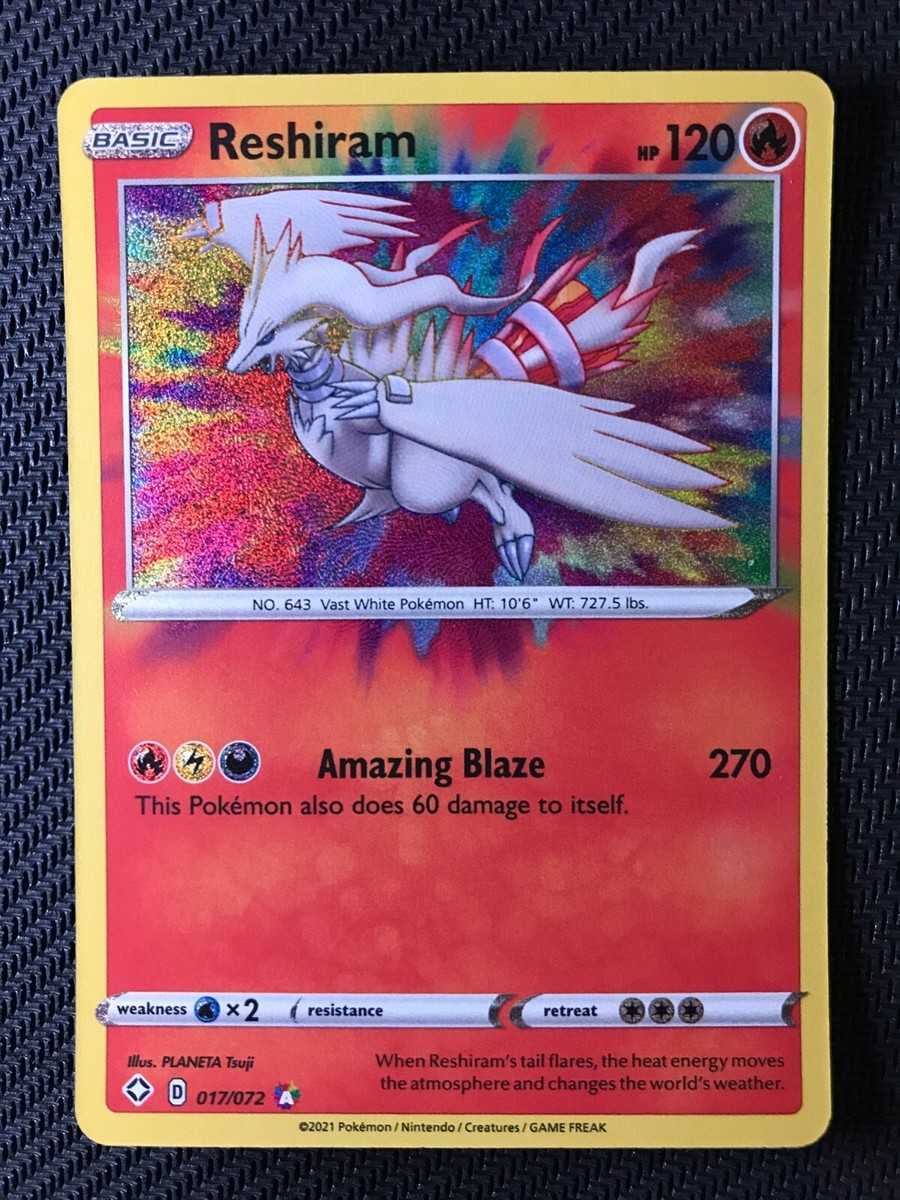 BASIC Reshiram HP 120
NO. 643 Vast White Pokémon HT: 10'6" WT: 727.5 lbs.
Amazing Blaze 270
This Pokémon also does 60 damage to itself.
weakness ×2 resistance retreat
Illus. PLANETA Tsuji
When Reshiram's tail flares, the heat energy moves
the atmosphere and changes the world's weather.
D 017/072 A
©2021 Pokémon / Nintendo / Creatures / GAME FREAK